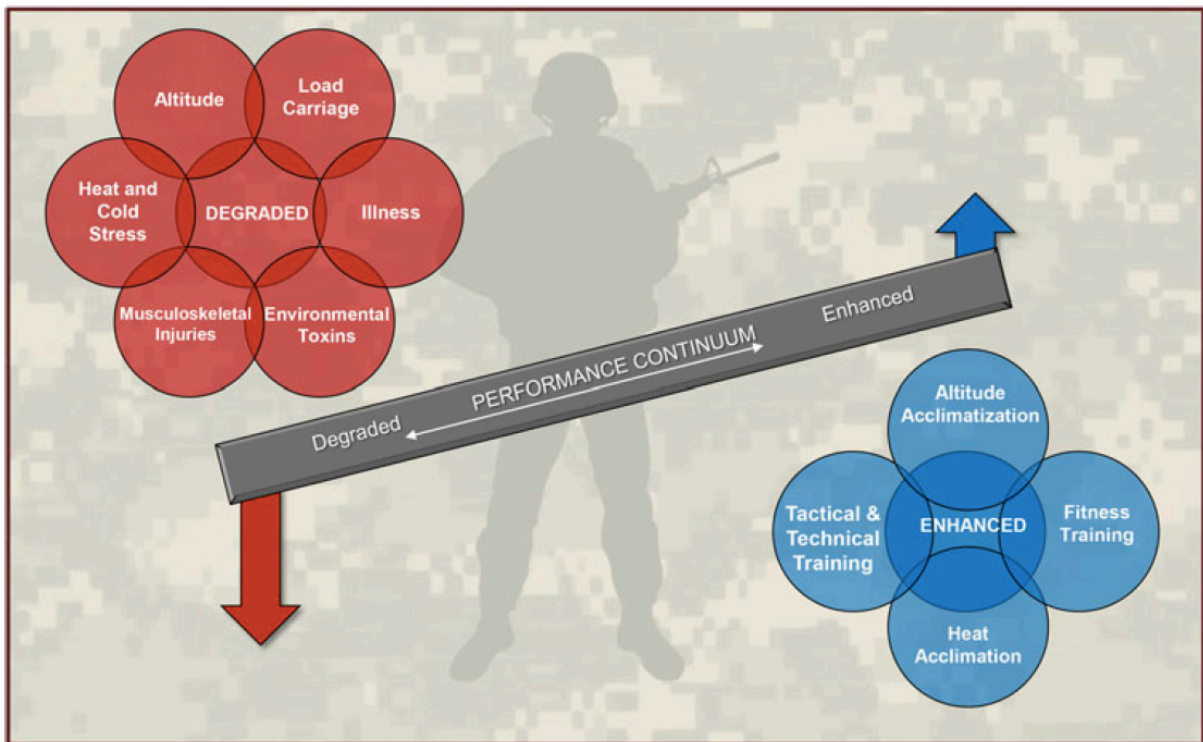 Altitude
Load
Carriage
Heat and
Cold
Stress
DEGRADED
Illness
Musculoskeletal
Injuries
Environmental
Toxins
Degraded
PERFORMANCE CONTINUUM
Enhanced
Altitude
Acclimatization
Tactical &
Technical
Training
ENHANCED
Fitness
Training
Heat
Acclimation